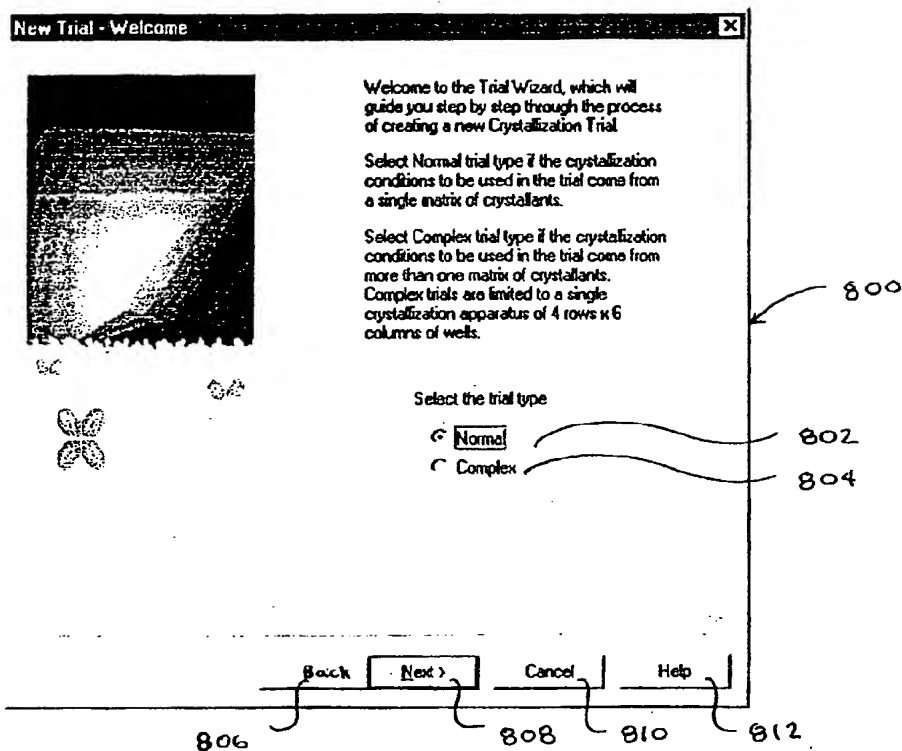 New Trial - Welcome
Welcome to the Trial Wizard, which will
guide you step by step through the process
of creating a new Crystallization Trial
Select Normal trial type if the crystallization
conditions to be used in the trial come from
a single matrix of crystallants.
Select Complex trial type if the crystallization
conditions to be used in the trial come from
more than one matrix of crystallants.
Complex trials are limited to a single
crystallization apparatus of 4 rows x 6
columns of wells.
800
Select the trial type
Normal 802
Complex 804
Back Next > Cancel Help
806 808 810 812